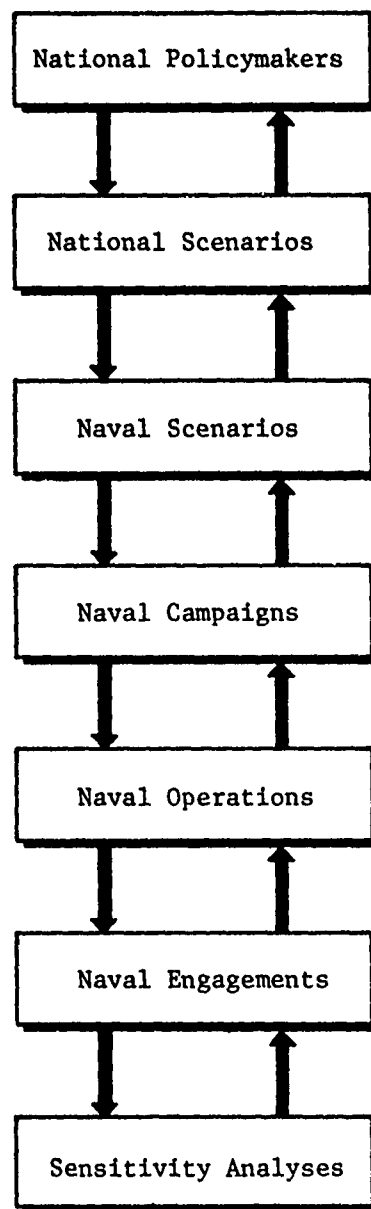 National Policymakers
National Scenarios
Naval Scenarios
Naval Campaigns
Naval Operations
Naval Engagements
Sensitivity Analyses